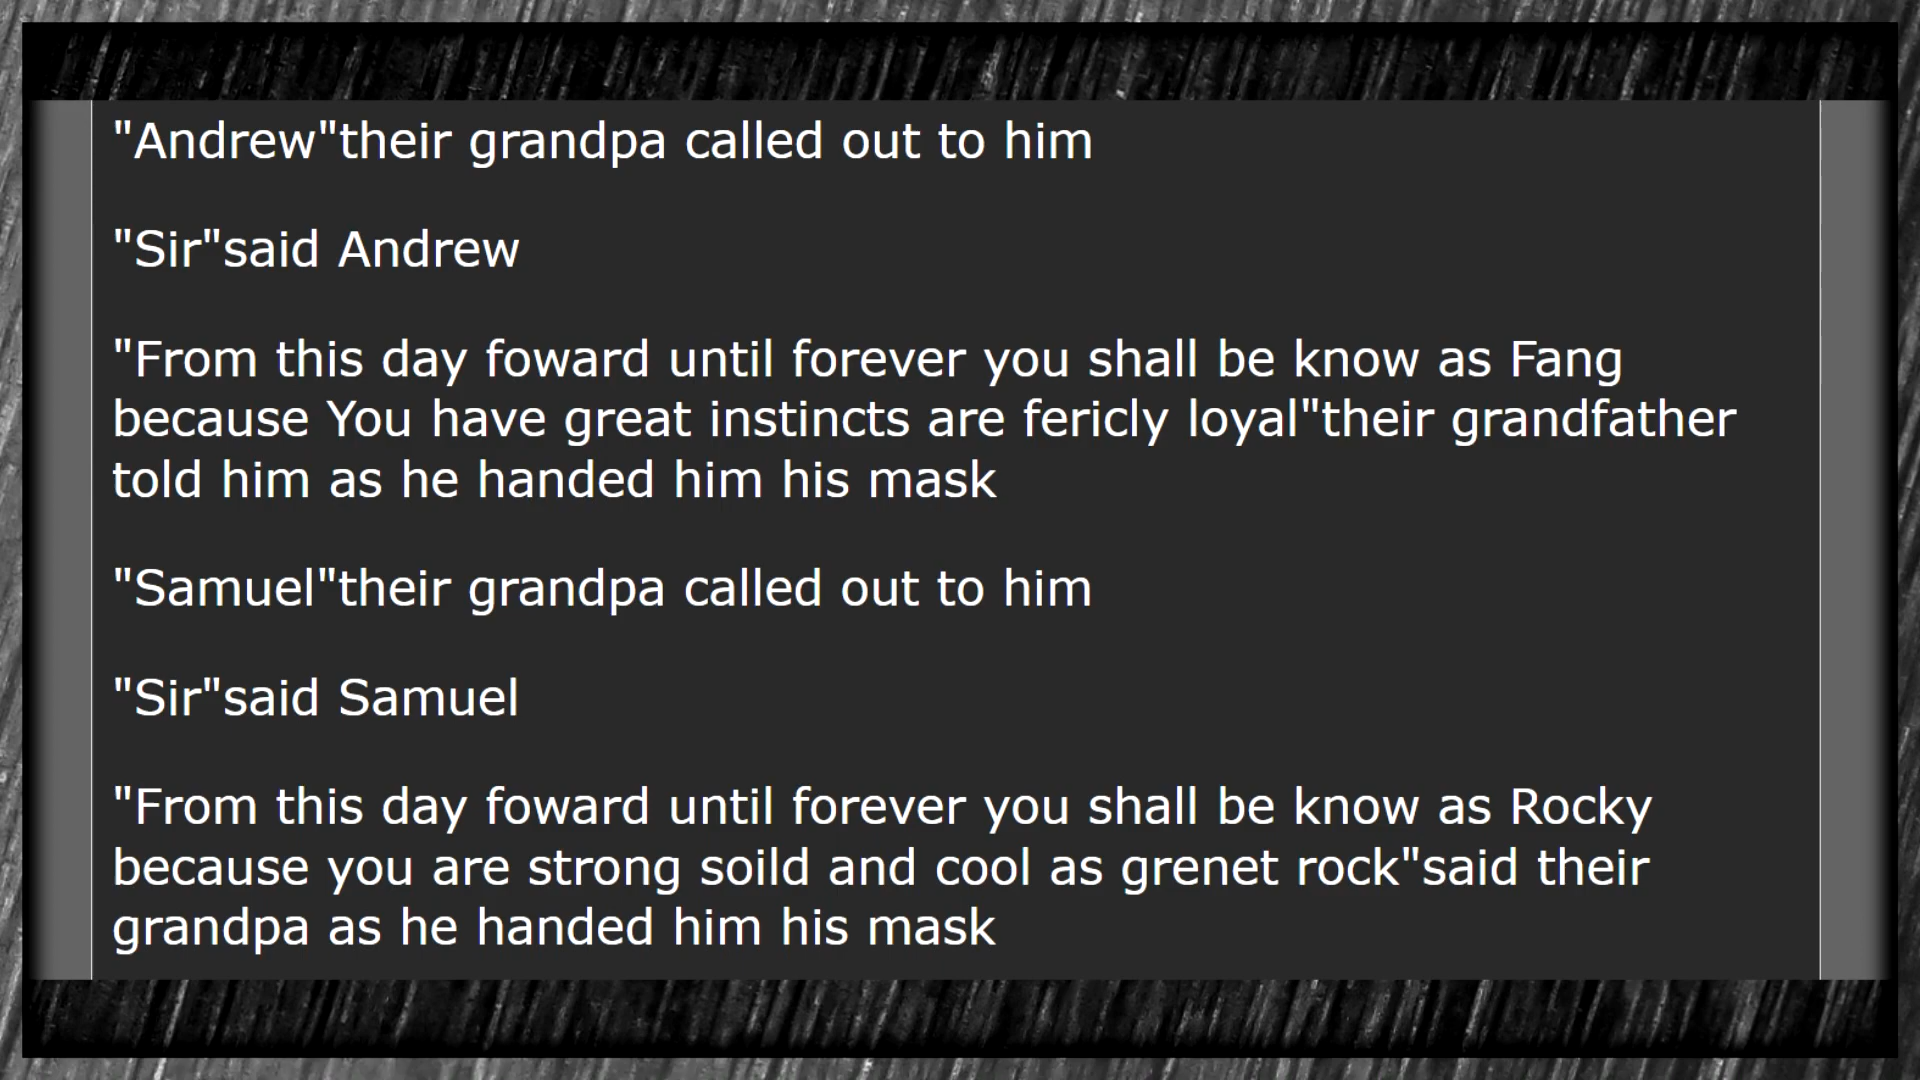 "Andrew"their grandpa called out to him
"Sir"said Andrew
"From this day foward until forever you shall be know as Fang
because You have great instincts are fericly loyal"their grandfather
told him as he handed him his mask
"Samuel"their grandpa called out to him
"Sir"said Samuel
"From this day foward until forever you shall be know as Rocky
because you are strong soild and cool as grenet rock"said their
grandpa as he handed him his mask